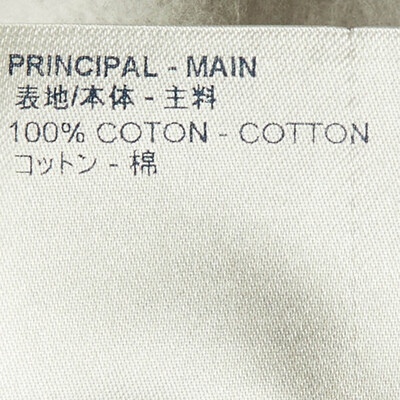 PRINCIPAL - MAIN
表地/本体 - 主料
100% COTON - COTTON
コットン - 棉